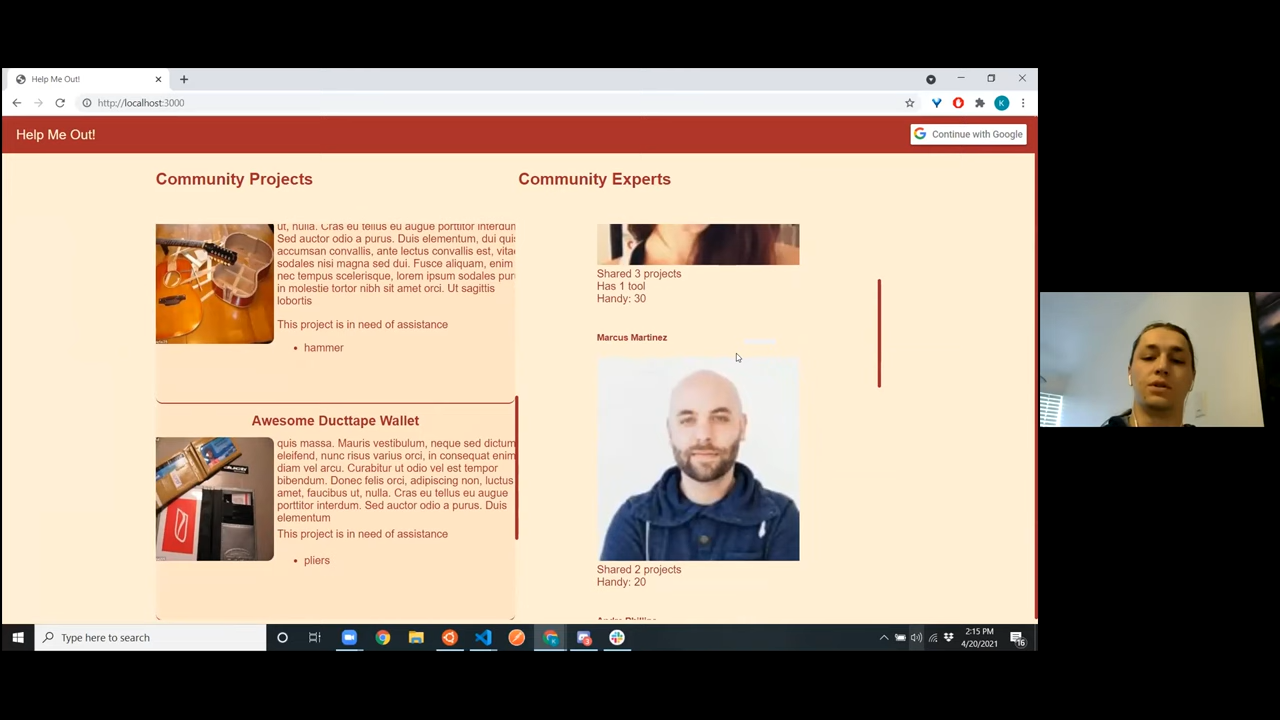 Help Me Out!
http://localhost:3000
K
Help Me Out!
Continue with Google
Community Projects
Community Experts
ut, nulla. Cras eu tellus eu augue porttitor interdum
Sed auctor odio a purus. Duis elementum, dui quis
accumsan convallis, ante lectus convallis est, vitae
sodales nisi magna sed dui. Fusce aliquam, enim
nec tempus scelerisque, lorem ipsum sodales pur
in molestie tortor nibh sit amet orci. Ut sagittis
lobortis
This project is in need of assistance
hammer
Awesome Ducttape Wallet
quis massa. Mauris vestibulum, neque sed dictum
eleifend, nunc risus varius orci, in consequat enim
diam vel arcu. Curabitur ut odio vel est tempor
bibendum. Donec felis orci, adipiscing non, luctus
amet, faucibus ut, nulla. Cras eu tellus eu augue
porttitor interdum. Sed auctor odio a purus. Duis
elementum
This project is in need of assistance
pliers
Shared 3 projects
Has 1 tool
Handy: 30
Marcus Martinez
Shared 2 projects
Handy: 20
Andre Phillips
Type here to search
2:15 PM
4/20/2021
16